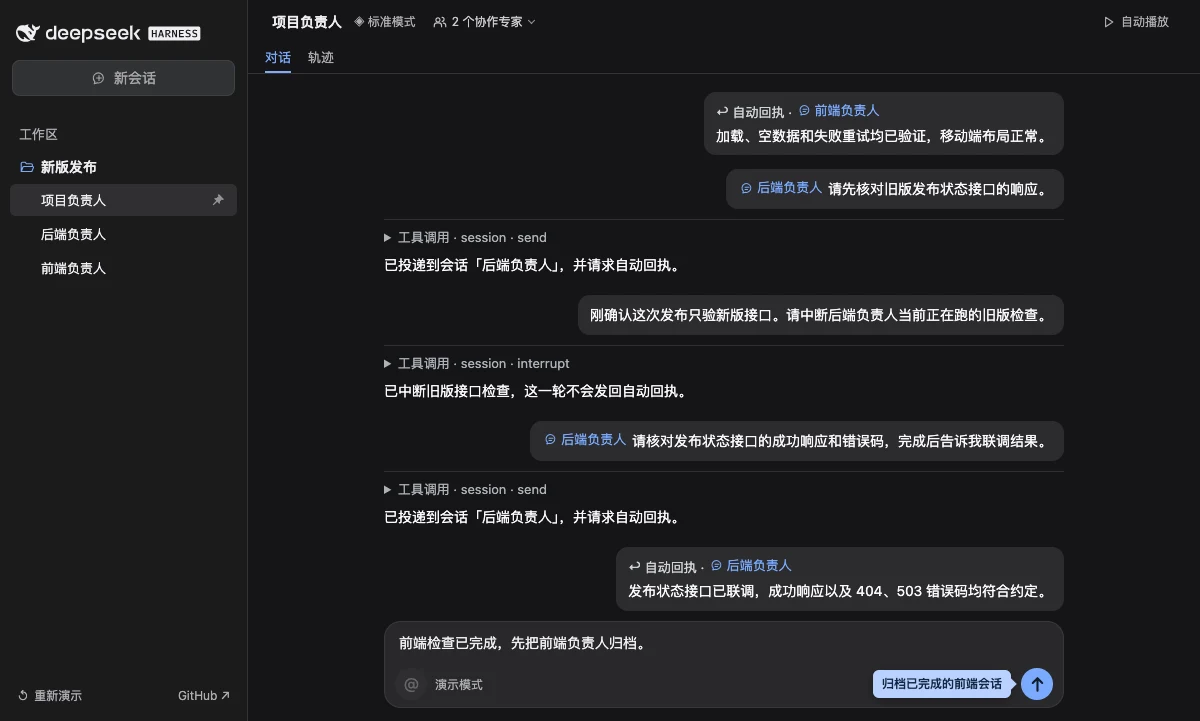 deepseek HARNESS
新会话
工作区
新版发布
项目负责人
后端负责人
前端负责人
重新演示
GitHub ↗
项目负责人 标准模式 2 个协作专家
自动播放
对话 轨迹
↩ 自动回执 · 前端负责人
加载、空数据和失败重试均已验证，移动端布局正常。
后端负责人 请先核对旧版发布状态接口的响应。
▶ 工具调用 · session · send
已投递到会话「后端负责人」，并请求自动回执。
刚确认这次发布只验新版接口。请中断后端负责人当前正在跑的旧版检查。
▶ 工具调用 · session · interrupt
已中断旧版接口检查，这一轮不会发回自动回执。
后端负责人 请核对发布状态接口的成功响应和错误码，完成后告诉我联调结果。
▶ 工具调用 · session · send
已投递到会话「后端负责人」，并请求自动回执。
↩ 自动回执 · 后端负责人
发布状态接口已联调，成功响应以及 404、503 错误码均符合约定。
前端检查已完成，先把前端负责人归档。
@ 演示模式
归档已完成的前端会话